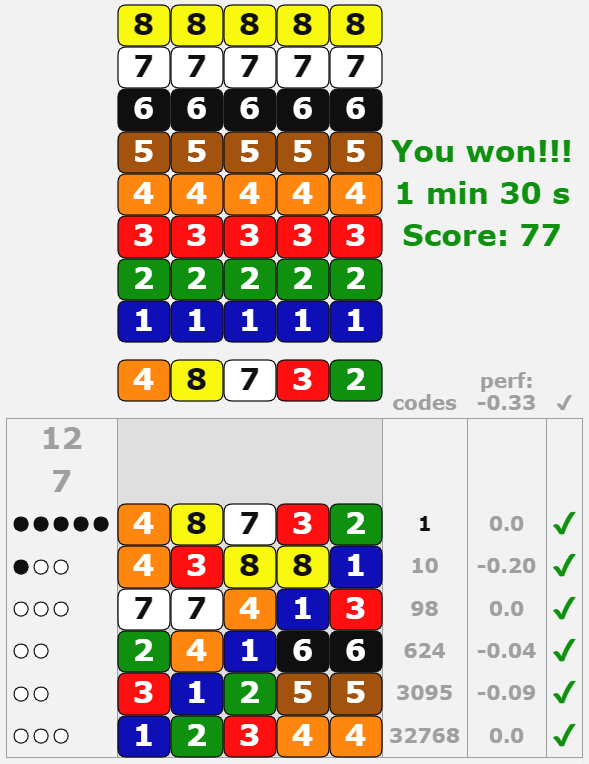 8 8 8 8 8
7 7 7 7 7
6 6 6 6 6
5 5 5 5 5
You won!!!
4 4 4 4 4
1 min 30 s
3 3 3 3 3
Score: 77
2 2 2 2 2
1 1 1 1 1
4 8 7 3 2
perf:
codes -0.33 ✓
12
7
4 8 7 3 2 1 0.0 ✓
4 3 8 8 1 10 -0.20 ✓
7 7 4 1 3 98 0.0 ✓
2 4 1 6 6 624 -0.04 ✓
3 1 2 5 5 3095 -0.09 ✓
1 2 3 4 4 32768 0.0 ✓